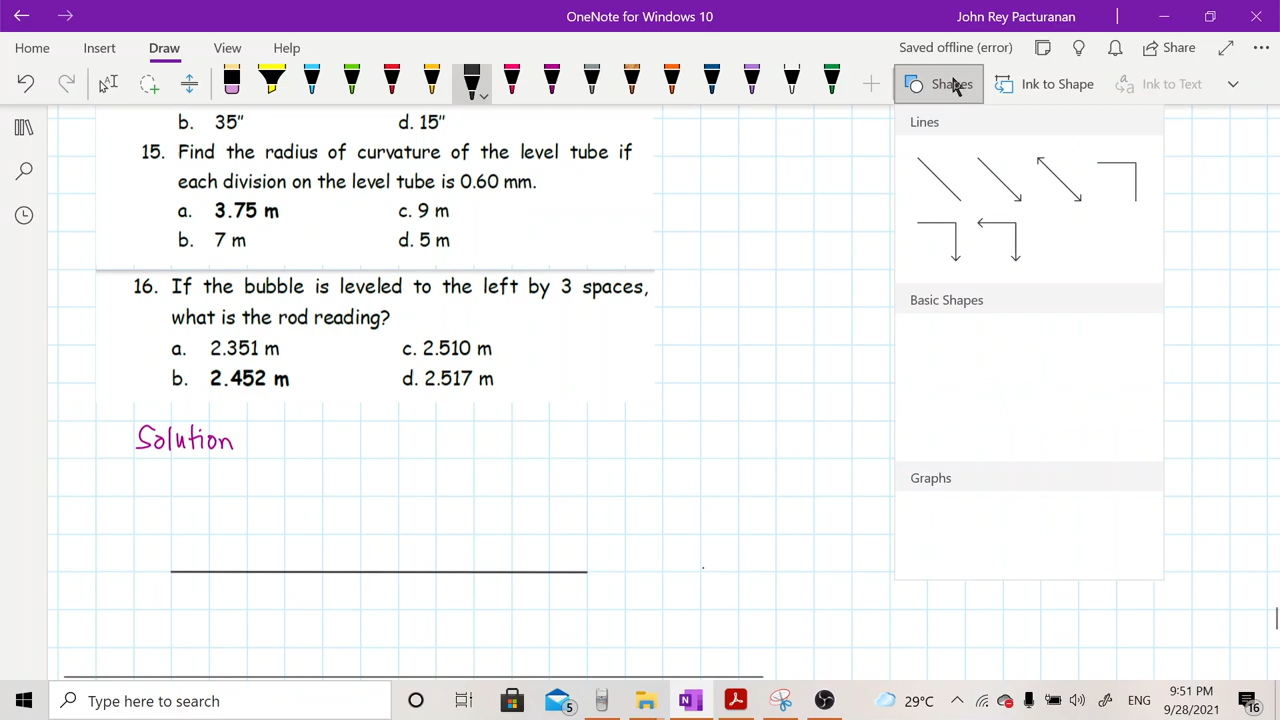 OneNote for Windows 10
John Rey Pacturanan
Home Insert Draw View Help
Saved offline (error) Share
Shapes Ink to Shape Ink to Text
Lines
b. 35" d. 15"
15. Find the radius of curvature of the level tube if
each division on the level tube is 0.60 mm.
a. 3.75 m c. 9 m
b. 7 m d. 5 m
16. If the bubble is leveled to the left by 3 spaces,
what is the rod reading?
a. 2.351 m c. 2.510 m
b. 2.452 m d. 2.517 m
Solution
Basic Shapes
Graphs
Type here to search
5
N
29°C
ENG
9:51 PM
9/28/2021
16